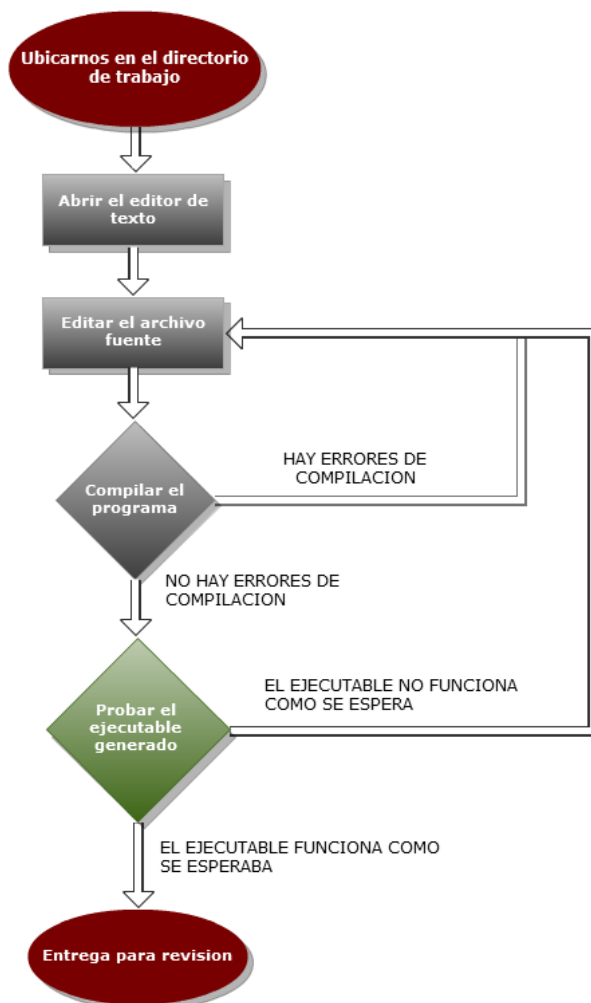 Ubicarnos en el directorio
de trabajo
Abrir el editor de
texto
Editar el archivo
fuente
HAY ERRORES DE
COMPILACION
Compilar el
programa
NO HAY ERRORES DE
COMPILACION
EL EJECUTABLE NO FUNCIONA
COMO SE ESPERA
Probar el
ejecutable
generado
EL EJECUTABLE FUNCIONA COMO
SE ESPERABA
Entrega para revision